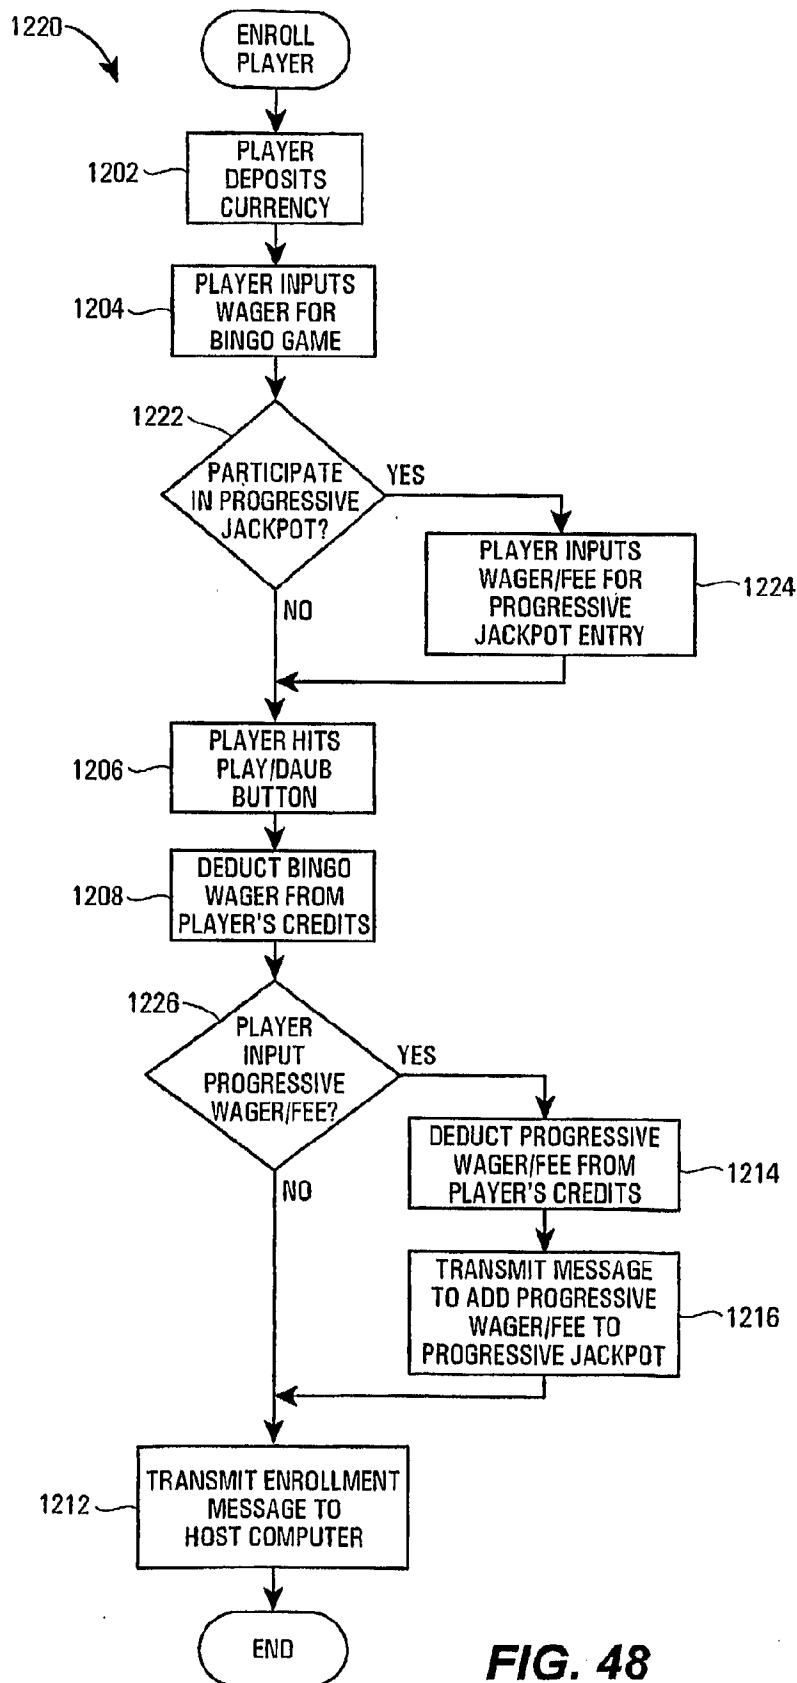 1220
ENROLL
PLAYER
1202
PLAYER
DEPOSITS
CURRENCY
1204
PLAYER INPUTS
WAGER FOR
BINGO GAME
1222
PARTICIPATE
IN PROGRESSIVE
JACKPOT?
YES
NO
PLAYER INPUTS
WAGER/FEE FOR
PROGRESSIVE
JACKPOT ENTRY
1224
1206
PLAYER HITS
PLAY/DAUB
BUTTON
1208
DEDUCT BINGO
WAGER FROM
PLAYER'S CREDITS
1226
PLAYER
INPUT
PROGRESSIVE
WAGER/FEE?
YES
NO
DEDUCT PROGRESSIVE
WAGER/FEE FROM
PLAYER'S CREDITS
1214
TRANSMIT MESSAGE
TO ADD PROGRESSIVE
WAGER/FEE TO
PROGRESSIVE JACKPOT
1216
1212
TRANSMIT ENROLLMENT
MESSAGE TO
HOST COMPUTER
END
FIG. 48